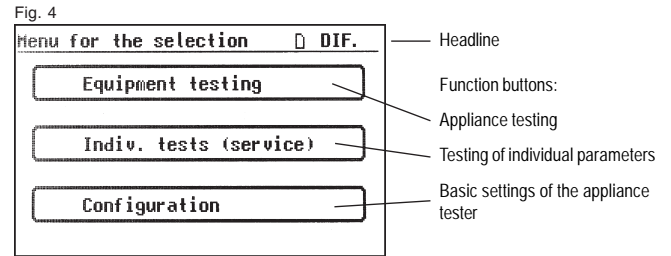 Fig. 4
Menu for the selection DIF.
Headline
Equipment testing
Function buttons:
Appliance testing
Indiv. tests (service)
Testing of individual parameters
Configuration
Basic settings of the appliance
tester